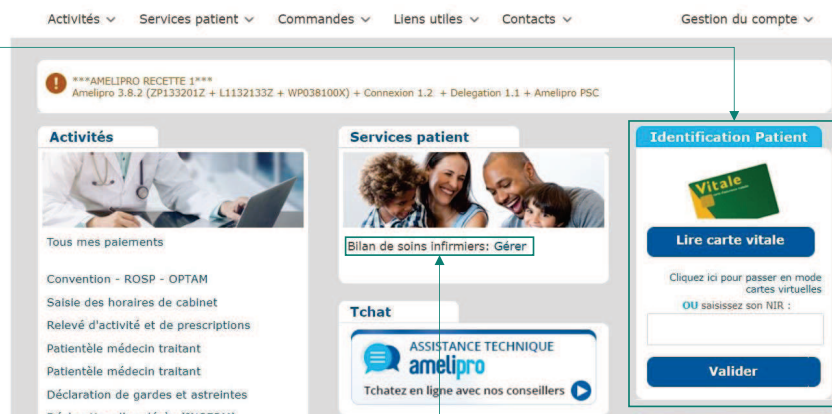 Activités Services patient Commandes Liens utiles Contacts Gestion du compte
***AMELIPRO RECETTE 1***
Amelipro 3.8.2 (ZP133201Z + L1132133Z + WP038100X) + Connexion 1.2 + Delegation 1.1 + Amelipro PSC
Activités
Tous mes paiements
Convention - ROSP - OPTAM
Saisie des horaires de cabinet
Relevé d'activité et de prescriptions
Patientèle médecin traitant
Patientèle médecin traitant
Déclaration de gardes et astreintes
Services patient
Bilan de soins infirmiers: Gérer
Tchat
ASSISTANCE TECHNIQUE
amelipro
Tchatez en ligne avec nos conseillers
Identification Patient
Vitale
Lire carte vitale
Cliquez ici pour passer en mode
cartes virtuelles
OU saisissez son NIR :
Valider